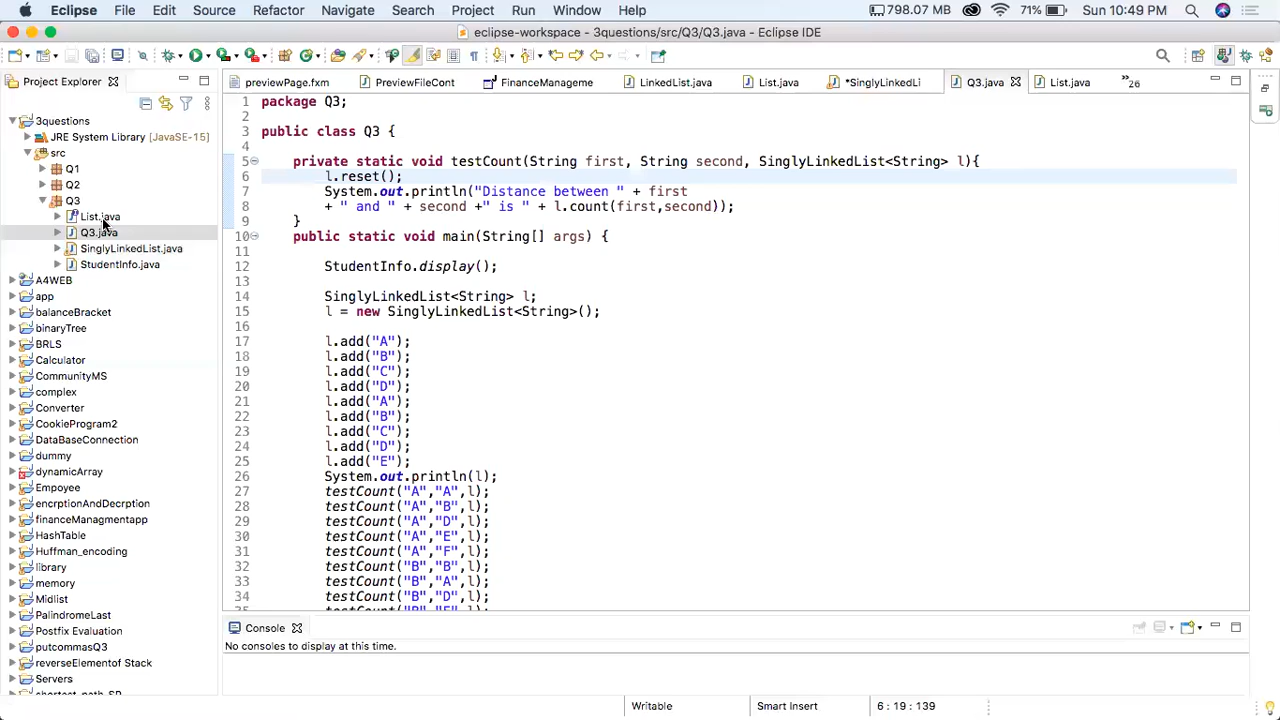 Eclipse File Edit Source Refactor Navigate Search Project Run Window Help 798.07 MB 71% Sun 10:49 PM
eclipse-workspace - 3questions/src/Q3/Q3.java - Eclipse IDE
Project Explorer
3questions
JRE System Library [JavaSE-15]
src
Q1
Q2
Q3
List.java
Q3.java
SinglyLinkedList.java
StudentInfo.java
A4WEB
app
balanceBracket
binaryTree
BRLS
Calculator
CommunityMS
complex
Converter
CookieProgram2
DataBaseConnection
dummy
dynamicArray
Empoyee
encrptionAndDecrption
financeManagmentapp
HashTable
Huffman_encoding
library
memory
Midlist
PalindromeLast
Postfix Evaluation
putcommasQ3
reverseElementof Stack
Servers
shortest_path_SP
previewPage.fxm PreviewFileCont FinanceManageme LinkedList.java List.java *SinglyLinkedLi Q3.java List.java »26
1 package Q3;
2
3 public class Q3 {
4
5 private static void testCount(String first, String second, SinglyLinkedList<String> l){
6 l.reset();
7 System.out.println("Distance between " + first
8 + " and " + second +" is " + l.count(first,second));
9 }
10 public static void main(String[] args) {
11
12 StudentInfo.display();
13
14 SinglyLinkedList<String> l;
15 l = new SinglyLinkedList<String>();
16
17 l.add("A");
18 l.add("B");
19 l.add("C");
20 l.add("D");
21 l.add("A");
22 l.add("B");
23 l.add("C");
24 l.add("D");
25 l.add("E");
26 System.out.println(l);
27 testCount("A","A",l);
28 testCount("A","B",l);
29 testCount("A","D",l);
30 testCount("A","E",l);
31 testCount("A","F",l);
32 testCount("B","B",l);
33 testCount("B","A",l);
34 testCount("B","D",l);
35 testCount("B","E",l);
Console
No consoles to display at this time.
Writable Smart Insert 6 : 19 : 139